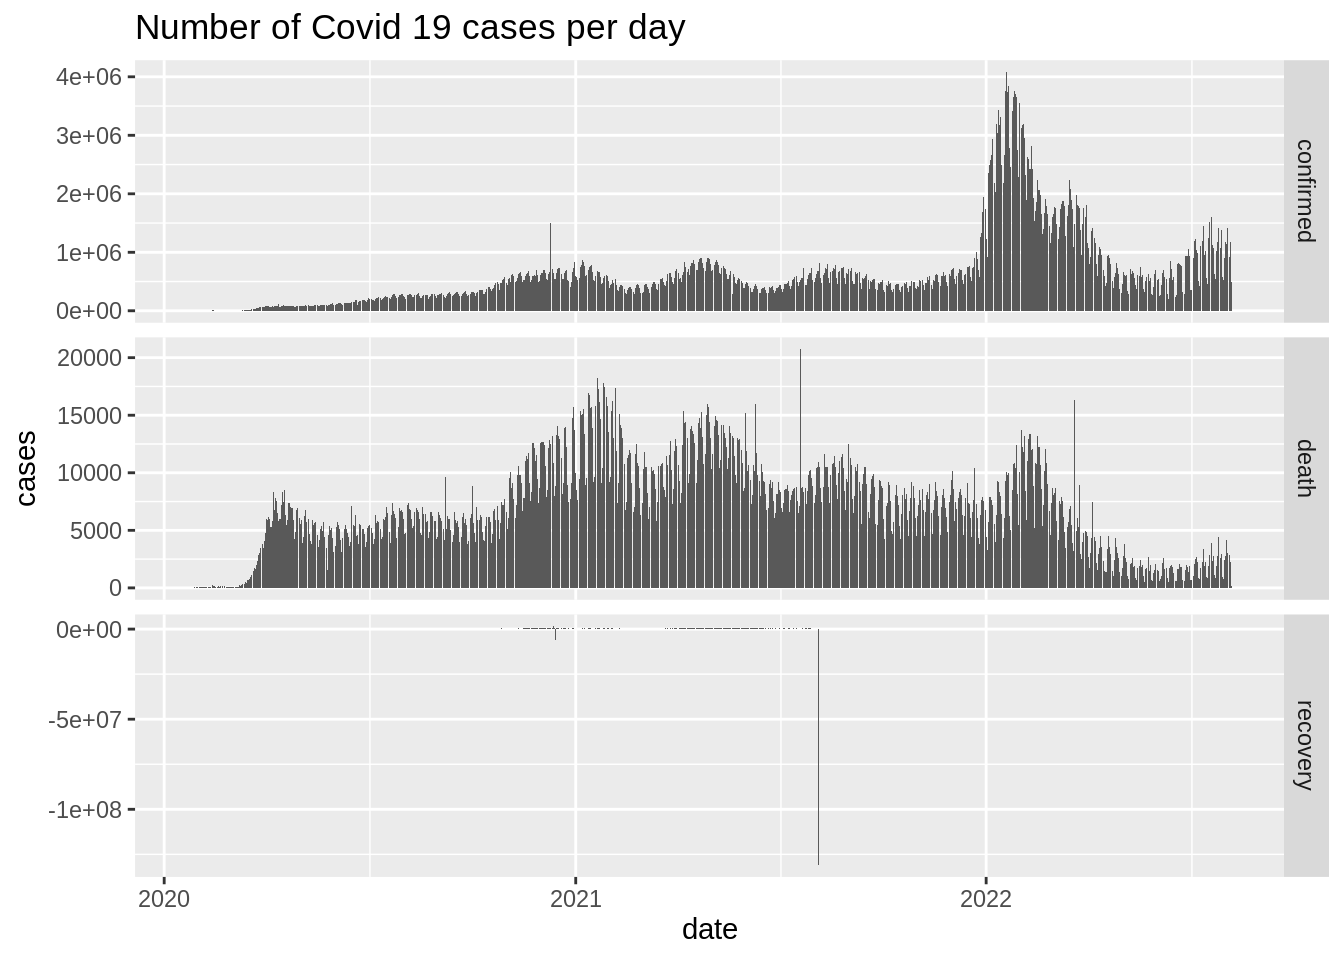 Number of Covid 19 cases per day
4e+06
3e+06
2e+06
1e+06
0e+00
confirmed
20000
15000
10000
5000
0
death
0e+00
-5e+07
-1e+08
recovery
cases
2020
2021
2022
date